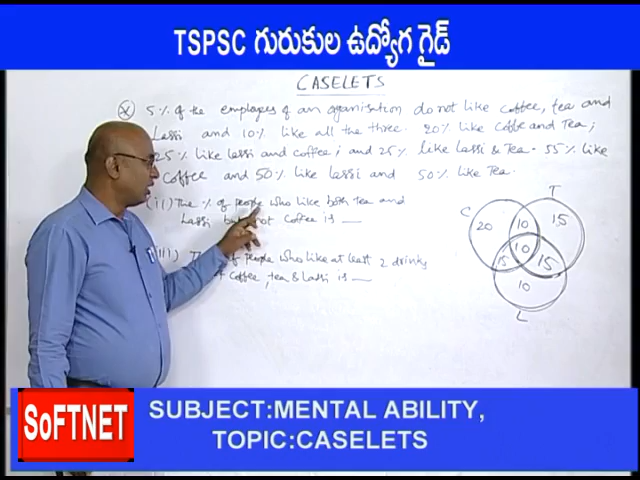 TSPSC గురుకుల ఉద్యోగ గైడ్
CASELETS
5% of the employees of an organisation do not like coffee, tea and
Lassi and 10% like all the three. 20% like Coffee and Tea;
25% like lassi and coffee; and 25% like Lassi & Tea. 55% like
Coffee and 50% like lassi and 50% like Tea.
(ii) The % of people who like both tea and
Lassi but not Coffee is __
of people who like at least 2 drinks
Coffee, tea & Lassi is __
C
T
20
10
15
10
15
15
10
L
SoFTNET
SUBJECT:MENTAL ABILITY,
TOPIC:CASELETS